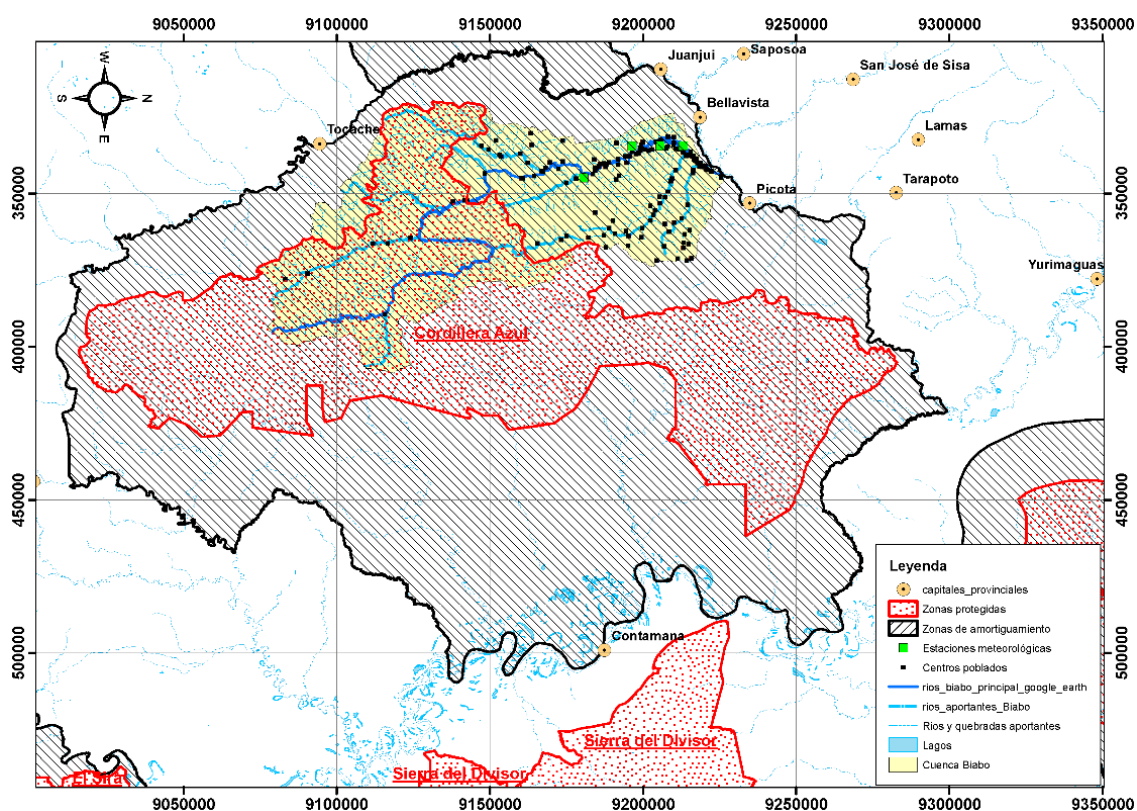 9050000 9100000 9150000 9200000 9250000 9300000 9350000
W
S N
E
Juanjui
Saposoa
San José de Sisa
Bellavista
Lamas
Tocache
Tarapoto
Picota
Yurimaguas
Cordillera Azul
Contamana
Sierra del Divisor
Sierra del Divisor
El Sira
350000
400000
450000
500000
350000
400000
450000
500000
Leyenda
capitales_provinciales
Zonas protegidas
Zonas de amortiguamiento
Estaciones meteorológicas
Centros poblados
rios_biabo_principal_google_earth
rios_aportantes_Biabo
Rios y quebradas aportantes
Lagos
Cuenca Biabo
9050000 9100000 9150000 9200000 9250000 9300000 9350000